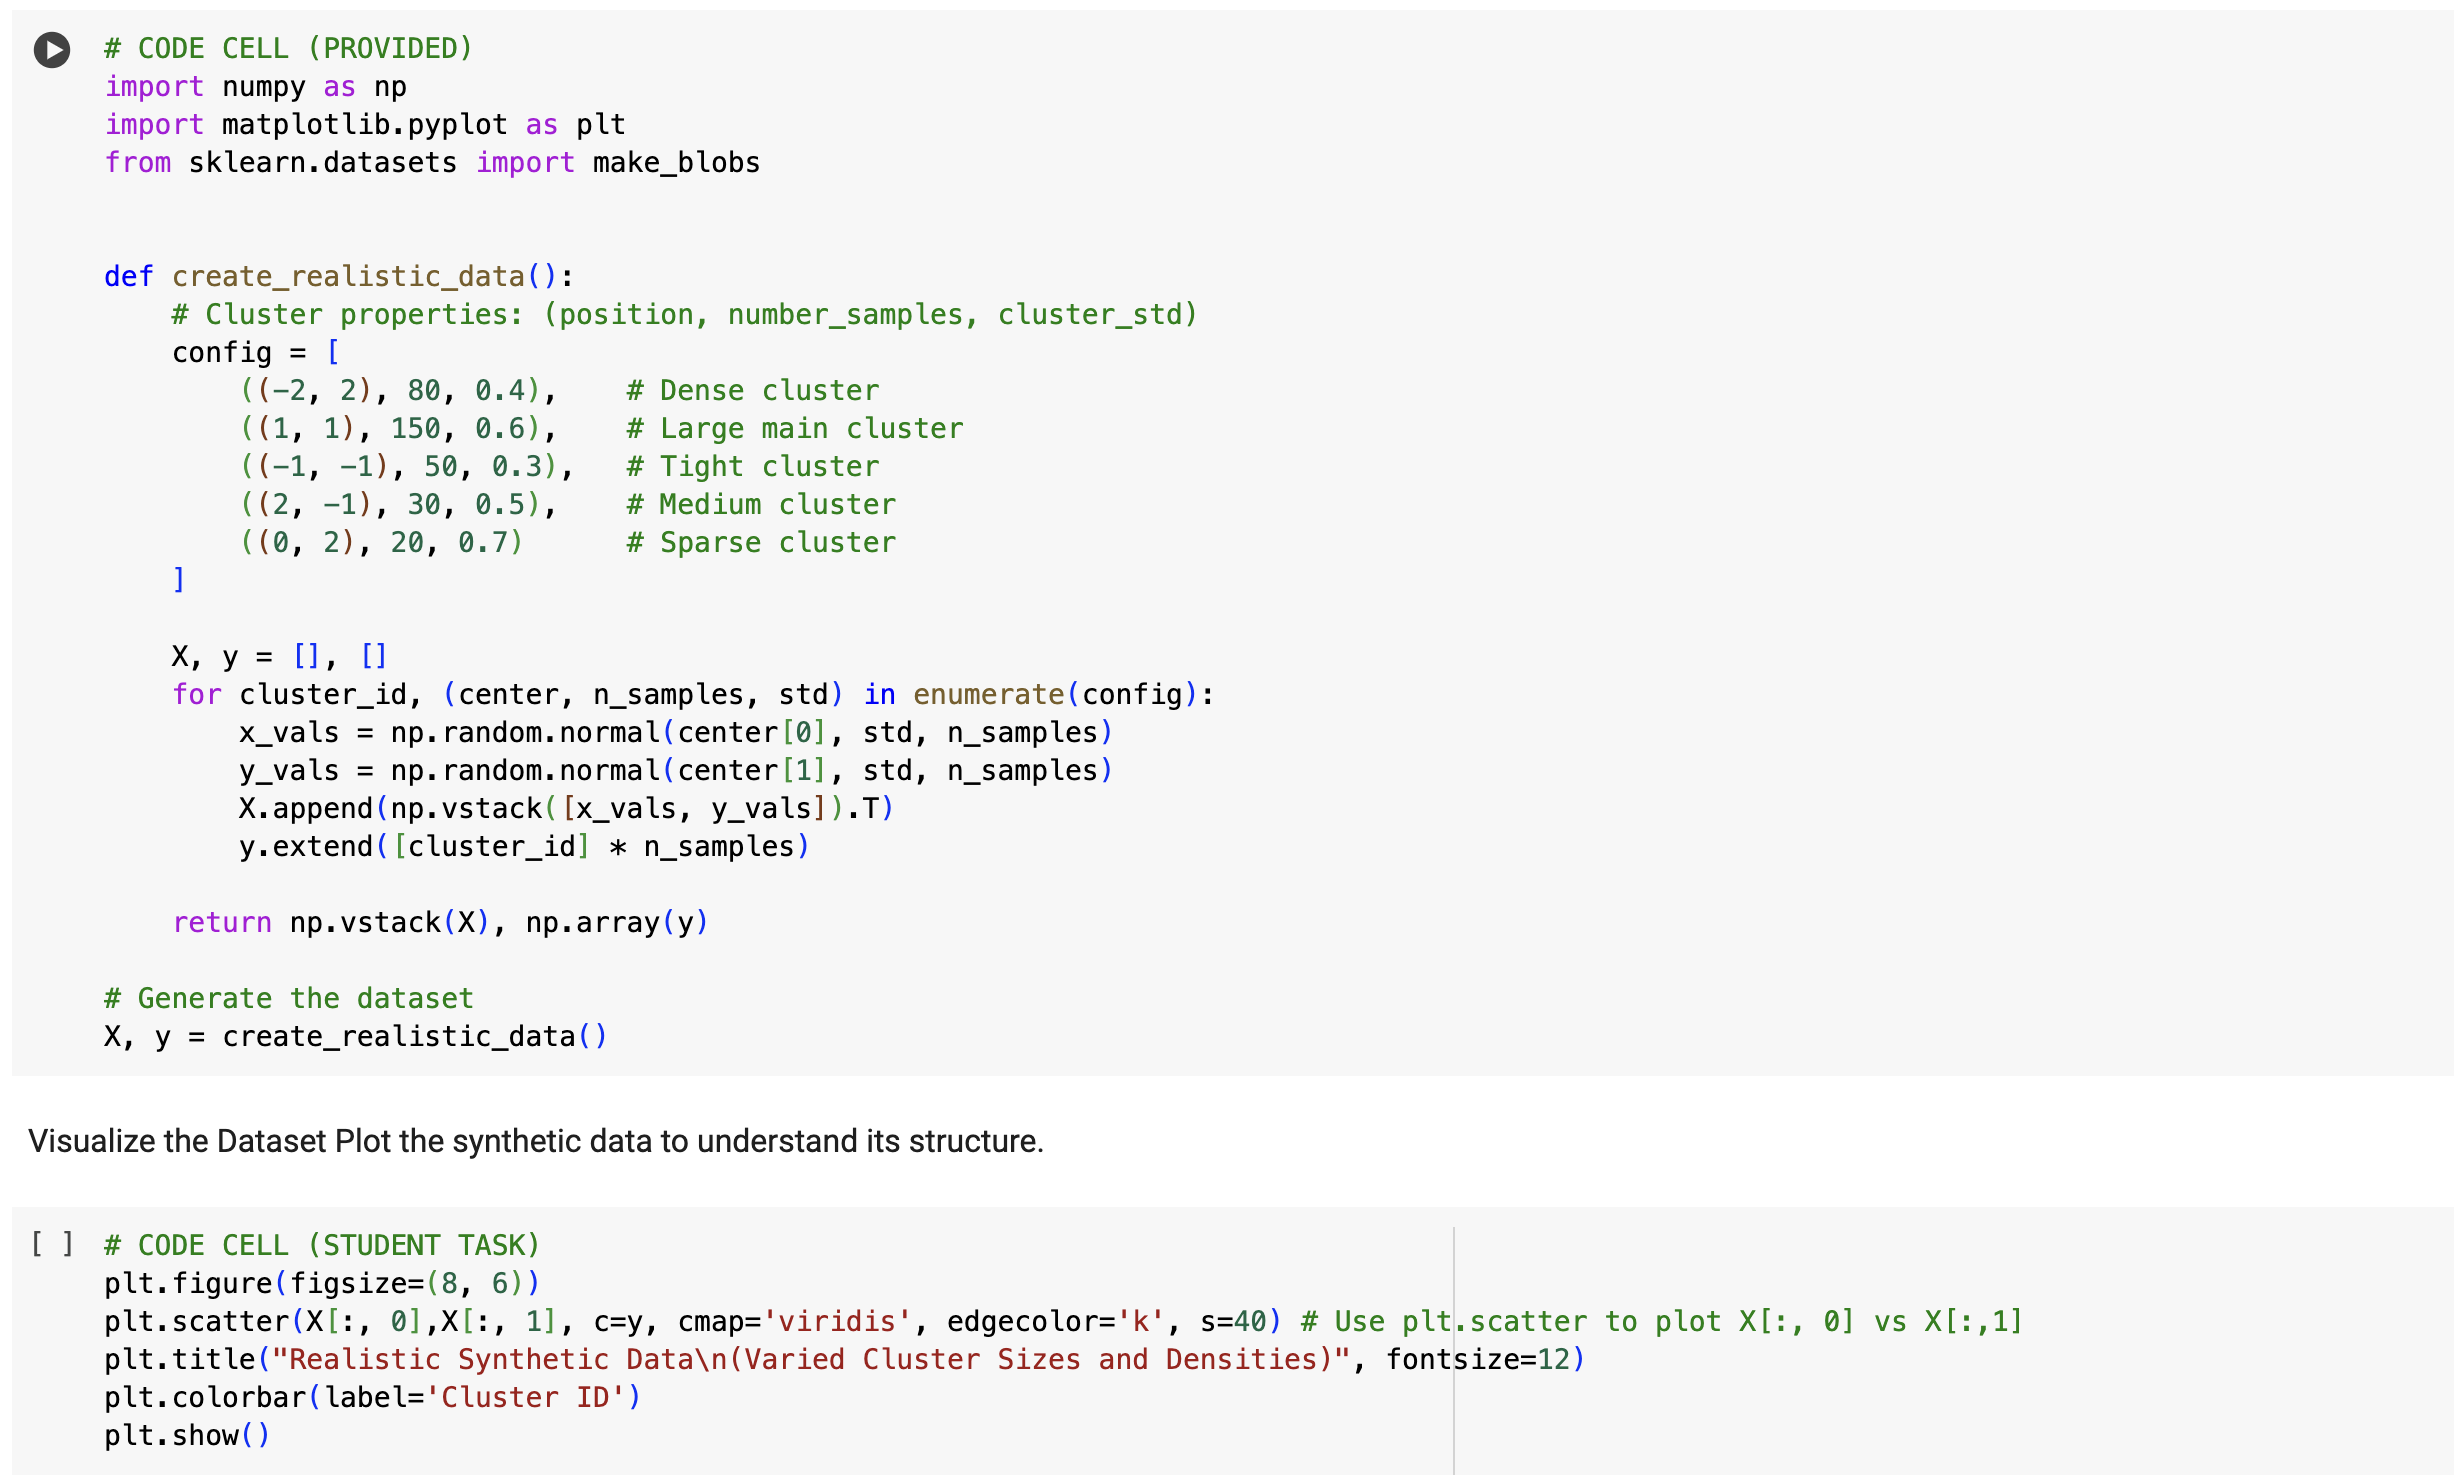 # CODE CELL (PROVIDED)
import numpy as np
import matplotlib.pyplot as plt
from sklearn.datasets import make_blobs
def create_realistic_data():
    # Cluster properties: (position, number_samples, cluster_std)
    config = [
        ((-2, 2), 80, 0.4),    # Dense cluster
        ((1, 1), 150, 0.6),    # Large main cluster
        ((-1, -1), 50, 0.3),   # Tight cluster
        ((2, -1), 30, 0.5),    # Medium cluster
        ((0, 2), 20, 0.7)      # Sparse cluster
    ]
    X, y = [], []
    for cluster_id, (center, n_samples, std) in enumerate(config):
        x_vals = np.random.normal(center[0], std, n_samples)
        y_vals = np.random.normal(center[1], std, n_samples)
        X.append(np.vstack([x_vals, y_vals]).T)
        y.extend([cluster_id] * n_samples)
    return np.vstack(X), np.array(y)
# Generate the dataset
X, y = create_realistic_data()
Visualize the Dataset Plot the synthetic data to understand its structure.
[ ] # CODE CELL (STUDENT TASK)
plt.figure(figsize=(8, 6))
plt.scatter(X[:, 0],X[:, 1], c=y, cmap='viridis', edgecolor='k', s=40) # Use plt.scatter to plot X[:, 0] vs X[:,1]
plt.title("Realistic Synthetic Data\n(Varied Cluster Sizes and Densities)", fontsize=12)
plt.colorbar(label='Cluster ID')
plt.show()